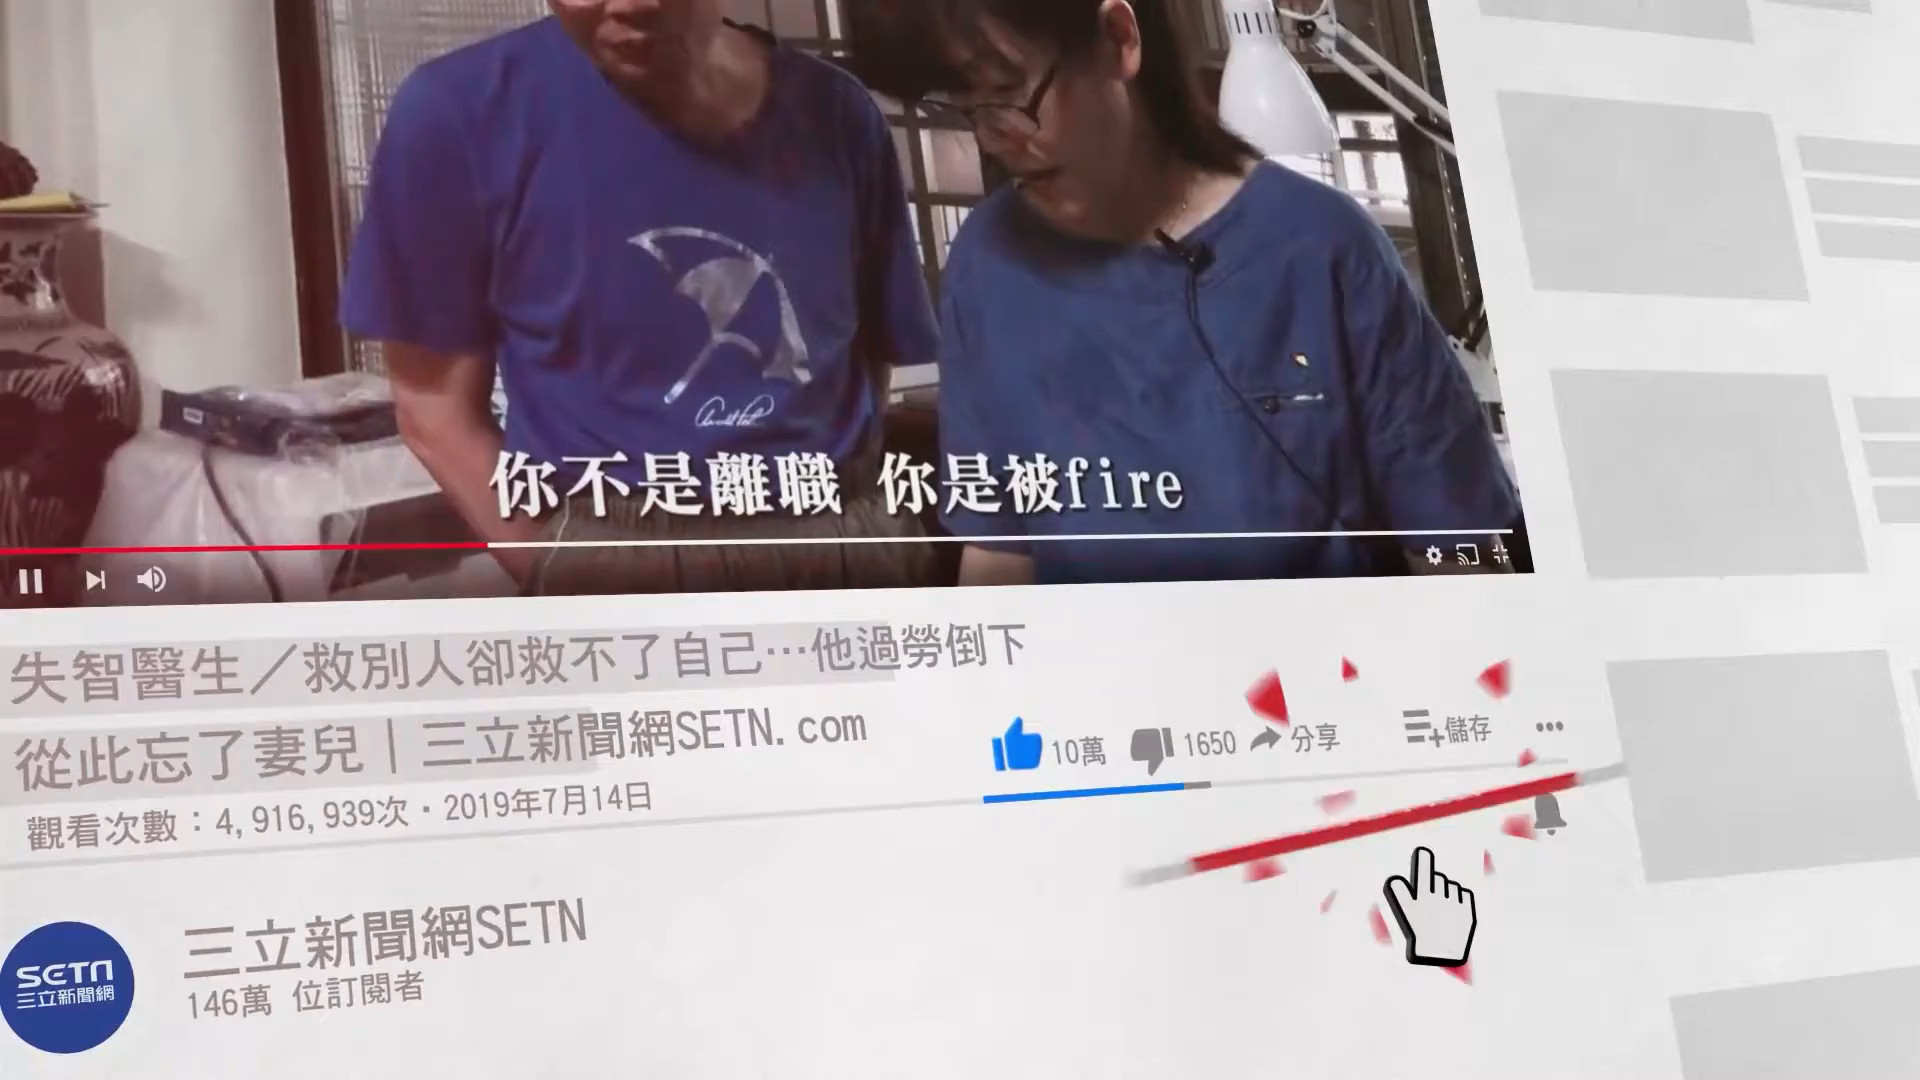 你不是離職 你是被fire
失智醫生／救別人卻救不了自己…他過勞倒下
從此忘了妻兒｜三立新聞網SETN.com
10萬
1650
分享
儲存
觀看次數：4,916,939次・2019年7月14日
三立新聞網SETN
146萬 位訂閱者
SETN
三立新聞網